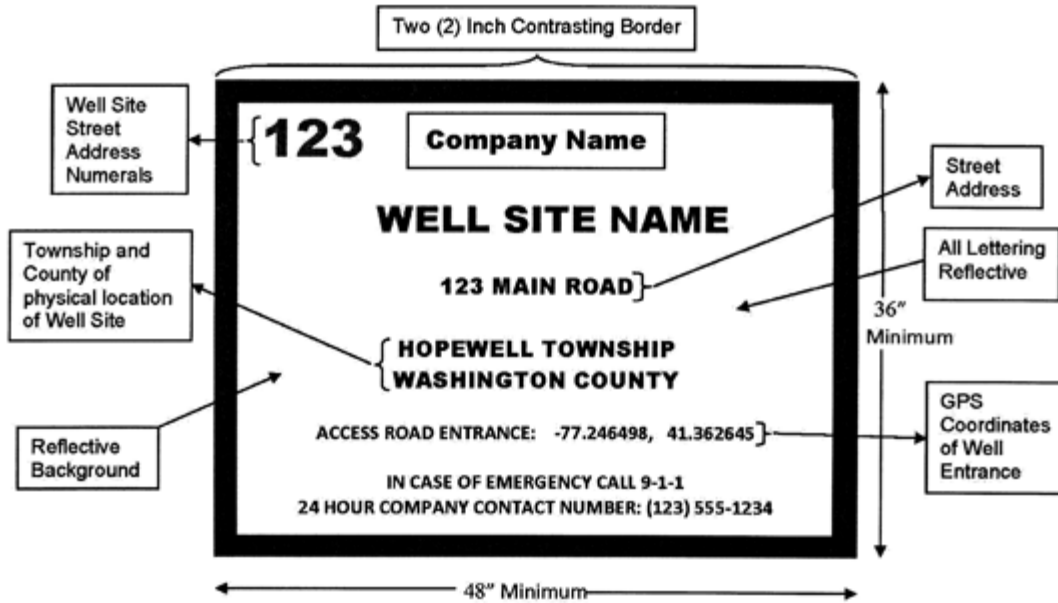 Two (2) Inch Contrasting Border
Well Site
Street
Address
Numerals
123
Company Name
Street
Address
WELL SITE NAME
Township and
County of
physical location
of Well Site
All Lettering
Reflective
123 MAIN ROAD
36"
Minimum
HOPEWELL TOWNSHIP
WASHINGTON COUNTY
GPS
Coordinates
of Well
Entrance
Reflective
Background
ACCESS ROAD ENTRANCE: -77.246498, 41.362645
IN CASE OF EMERGENCY CALL 9-1-1
24 HOUR COMPANY CONTACT NUMBER: (123) 555-1234
48" Minimum